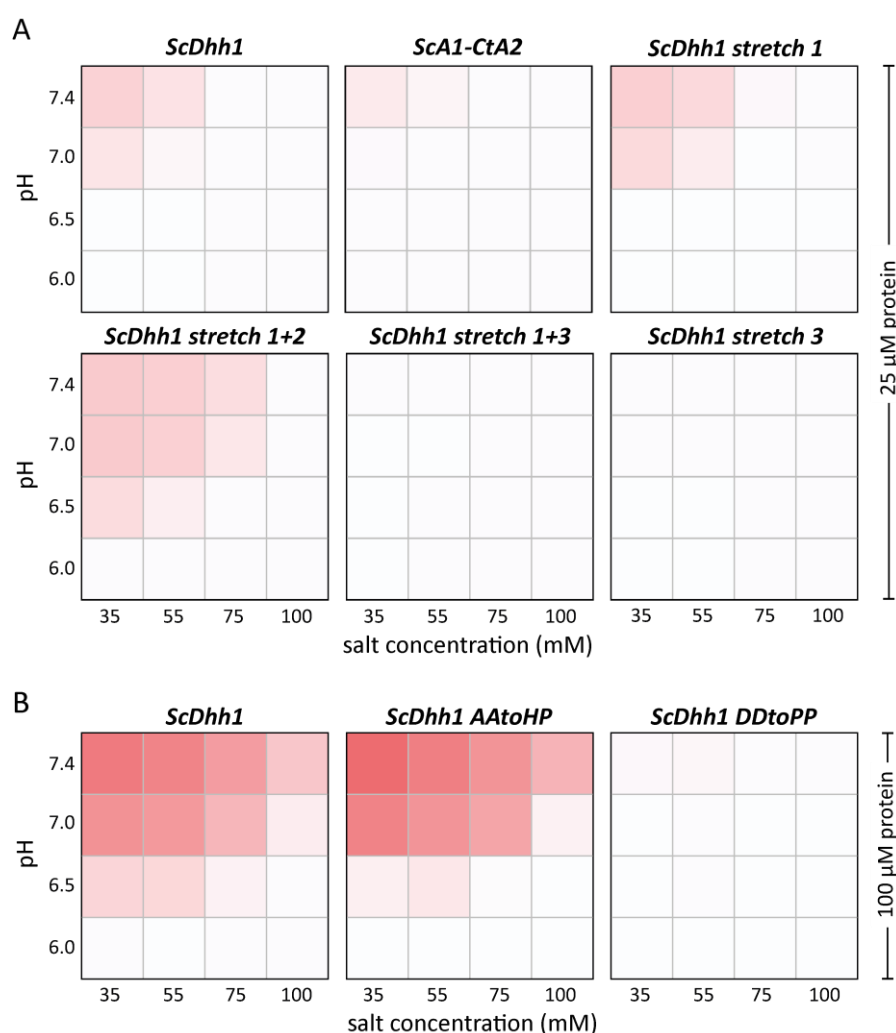 A
ScDhh1 ScA1-CtA2 ScDhh1 stretch 1
7.4
7.0
6.5
6.0
pH
ScDhh1 stretch 1+2 ScDhh1 stretch 1+3 ScDhh1 stretch 3
7.4
7.0
6.5
6.0
pH
35 55 75 100 35 55 75 100 35 55 75 100
salt concentration (mM)
25 µM protein
B
ScDhh1 ScDhh1 AAtoHP ScDhh1 DDtoPP
7.4
7.0
6.5
6.0
pH
35 55 75 100 35 55 75 100 35 55 75 100
salt concentration (mM)
100 µM protein